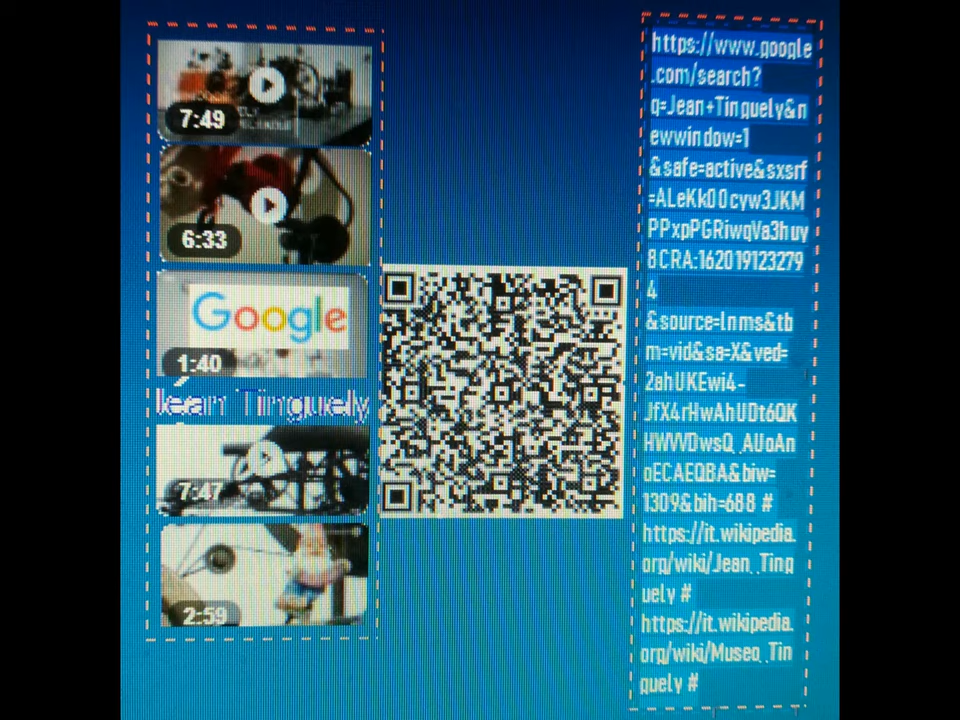 7:49
6:33
Google
1:40
Jean Tinguely
7:47
2:59
https://www.google
.com/search?
q=Jean+Tinguely&n
ewwindow=1
&safe=active&sxsrf
=ALeKk00cyw3JKM
PPxpPGRiwqVa3huy
8CRA:162019123279
4
&source=lnms&tb
m=vid&sa=X&ved=
2ahUKEwi4-
JfX4rHwAhUDt6QK
HWVVDwsQ_AUoAn
oECAEQBA&biw=
1309&bih=688 #
https://it.wikipedia.
org/wiki/Jean_Ting
uely #
https://it.wikipedia.
org/wiki/Museo_Tin
guely #